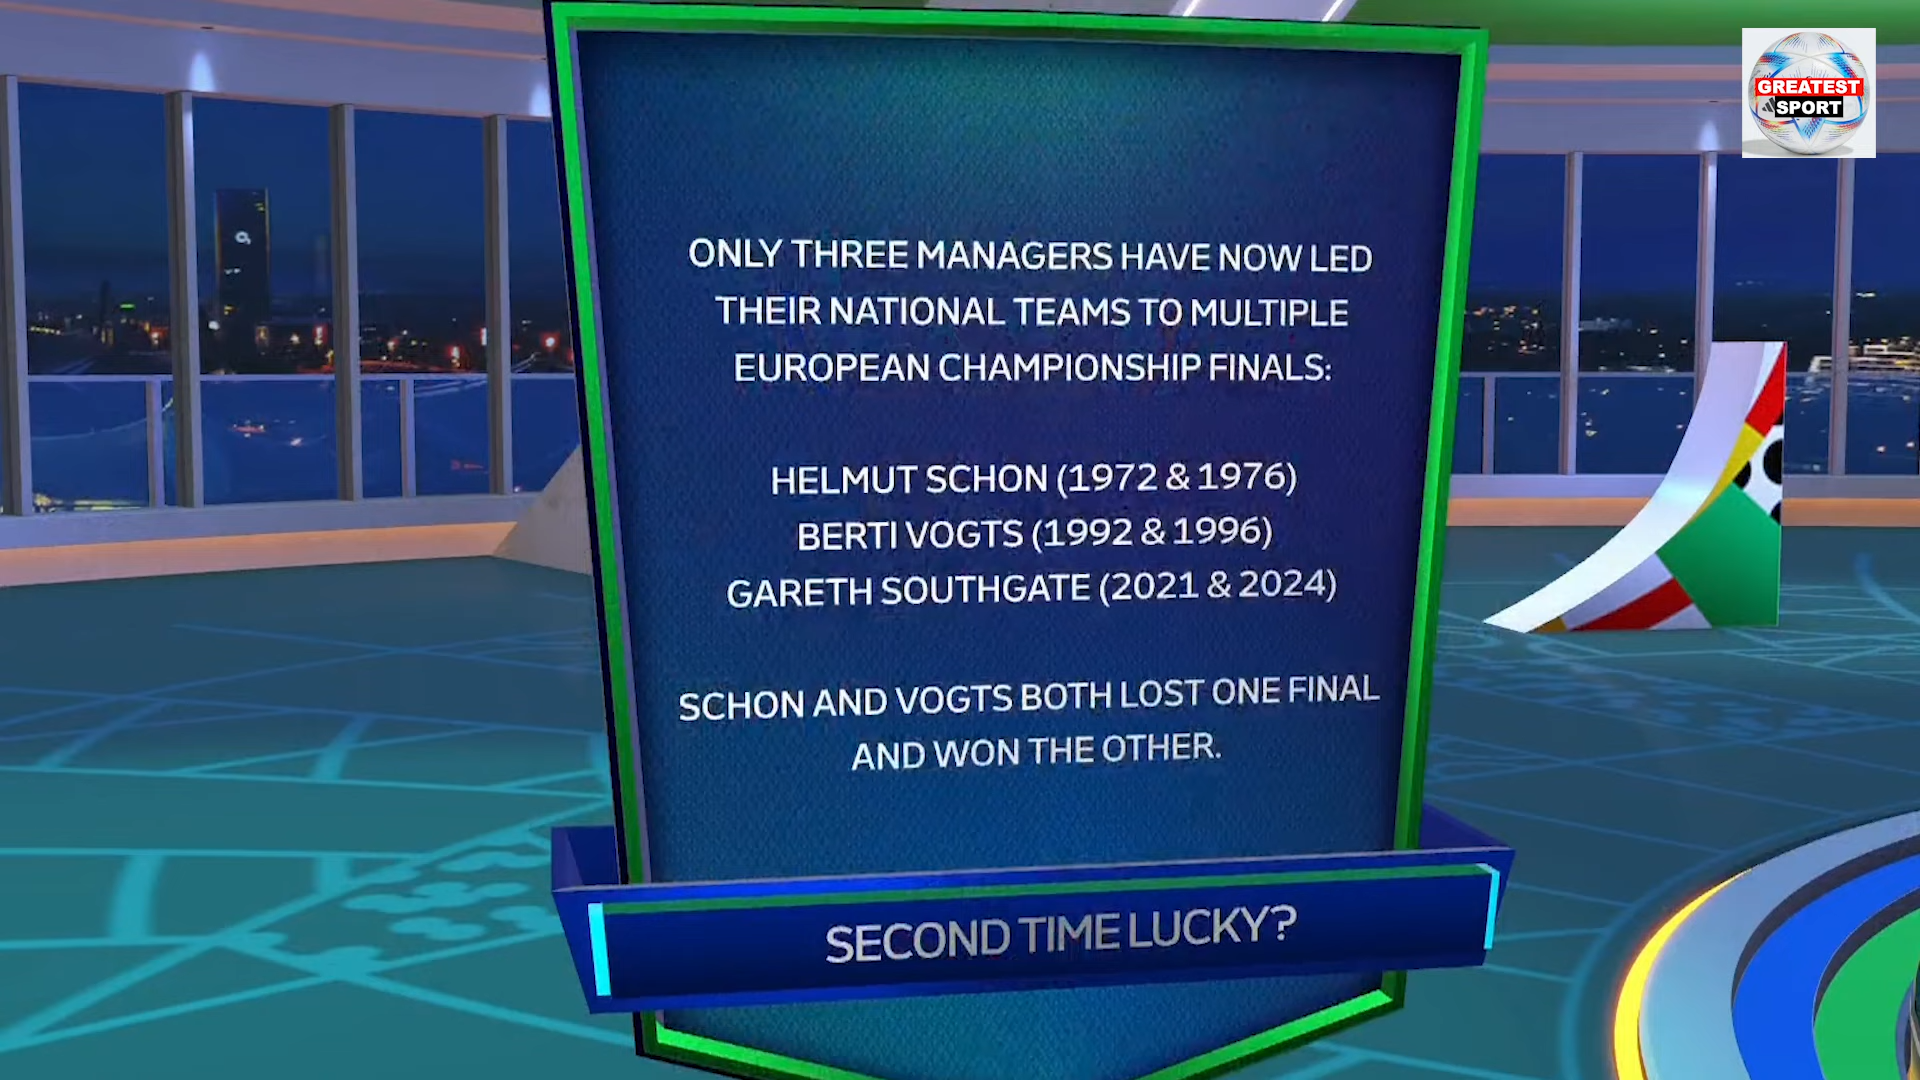 GREATEST
SPORT
ONLY THREE MANAGERS HAVE NOW LED
THEIR NATIONAL TEAMS TO MULTIPLE
EUROPEAN CHAMPIONSHIP FINALS:
HELMUT SCHON (1972 & 1976)
BERTI VOGTS (1992 & 1996)
GARETH SOUTHGATE (2021 & 2024)
SCHON AND VOGTS BOTH LOST ONE FINAL
AND WON THE OTHER.
SECOND TIME LUCKY?